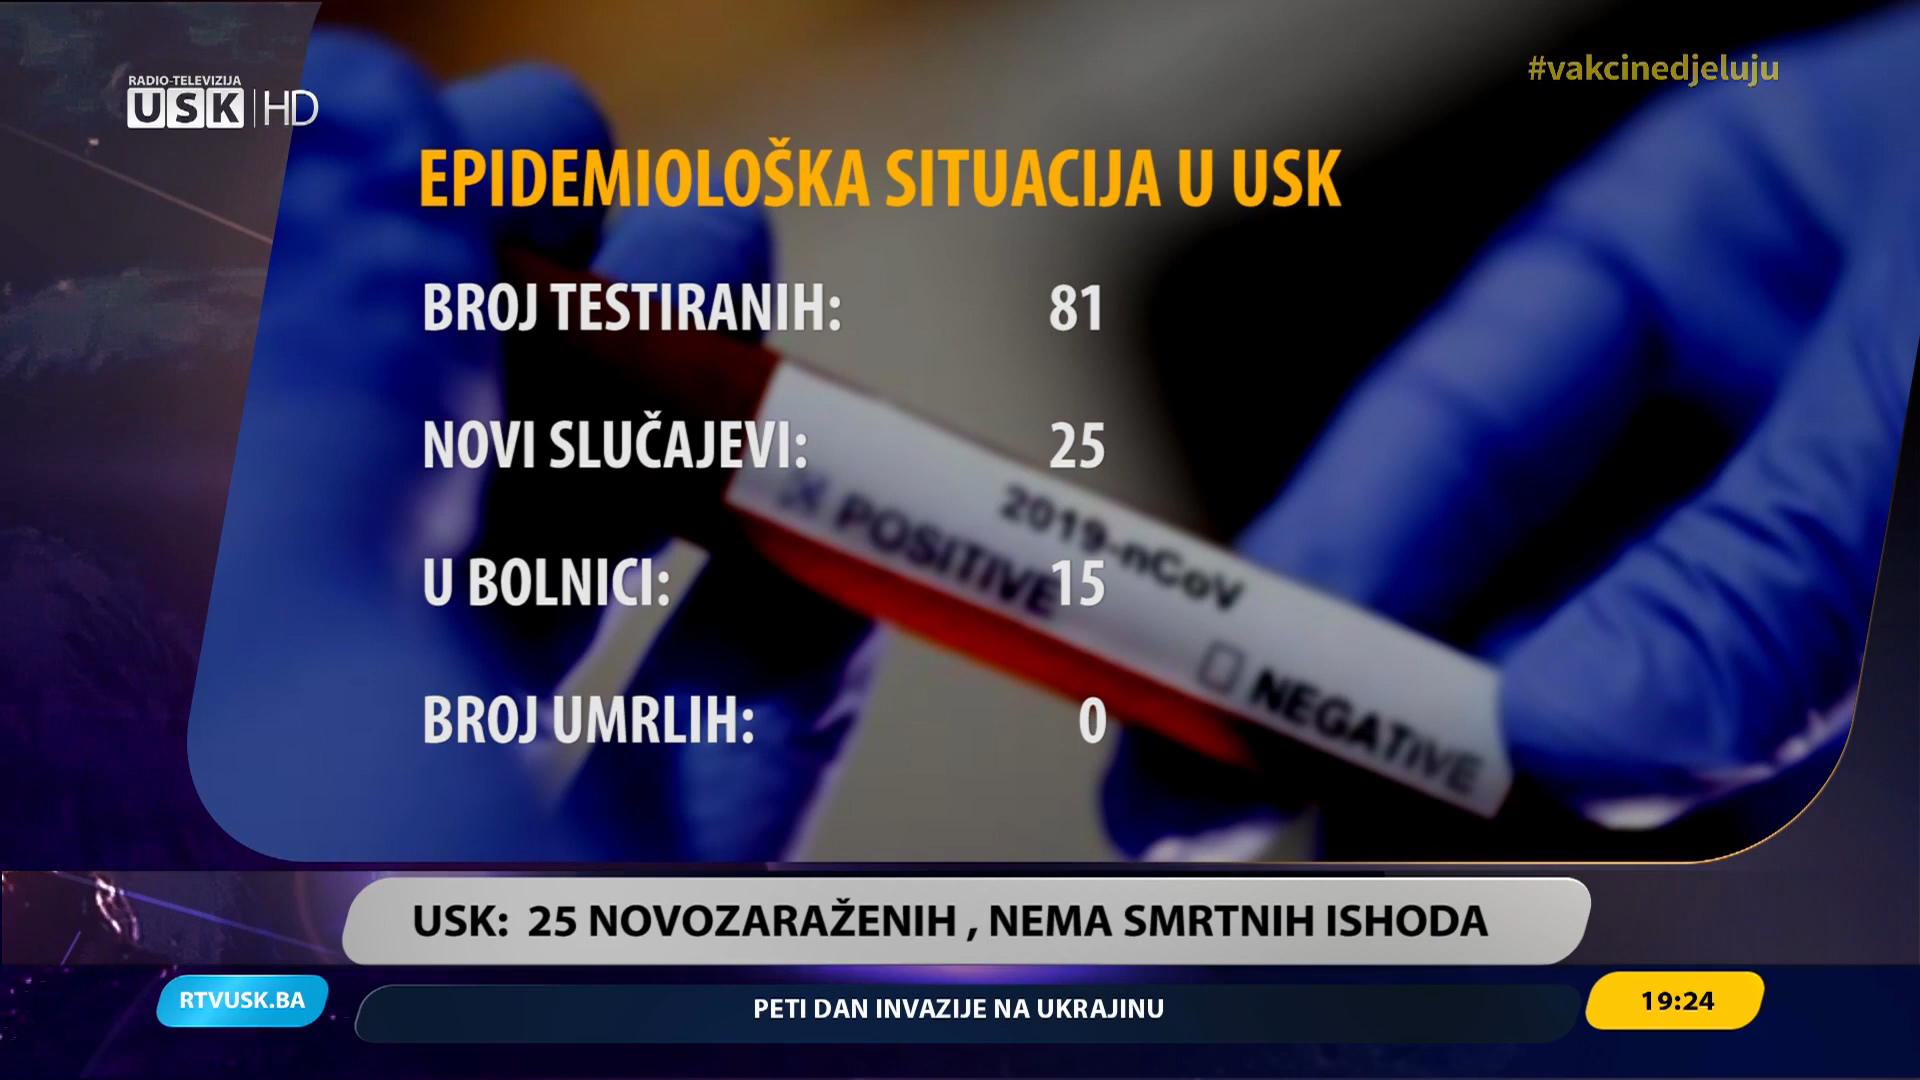 RADIO-TELEVIZIJA
USK HD
#vakcinedjeluju
EPIDEMIOLOŠKA SITUACIJA U USK
BROJ TESTIRANIH: 81
NOVI SLUČAJEVI: 25
U BOLNICI: 15
BROJ UMRLIH: 0
2019-nCoV
POSITIVE
NEGATIVE
USK: 25 NOVOZARAŽENIH , NEMA SMRTNIH ISHODA
RTVUSK.BA
PETI DAN INVAZIJE NA UKRAJINU
19:24